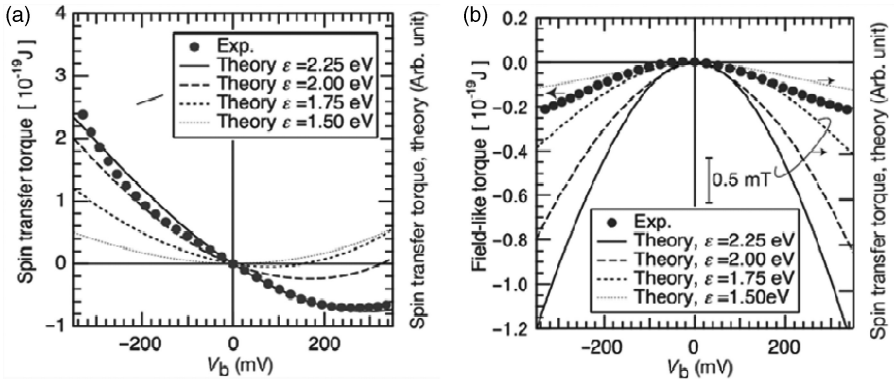 (a)
4
3
2
1
0
−1
Spin transfer torque [ 10⁻¹⁹J ]
Exp.
Theory ε =2.25 eV
Theory ε =2.00 eV
Theory ε =1.75 eV
Theory ε =1.50 eV
−200
0
200
Vb (mV)
Spin transfer torque, theory (Arb. unit)
(b)
0.2
0.0
−0.2
−0.4
−0.6
−0.8
−1.0
−1.2
Field-like torque [ 10⁻¹⁹J ]
0.5 mT
Exp.
Theory, ε =2.25 eV
Theory, ε =2.00 eV
Theory, ε =1.75 eV
Theory, ε =1.50eV
−200
0
200
Vb (mV)
Spin transfer torque, theory (Arb. unit)